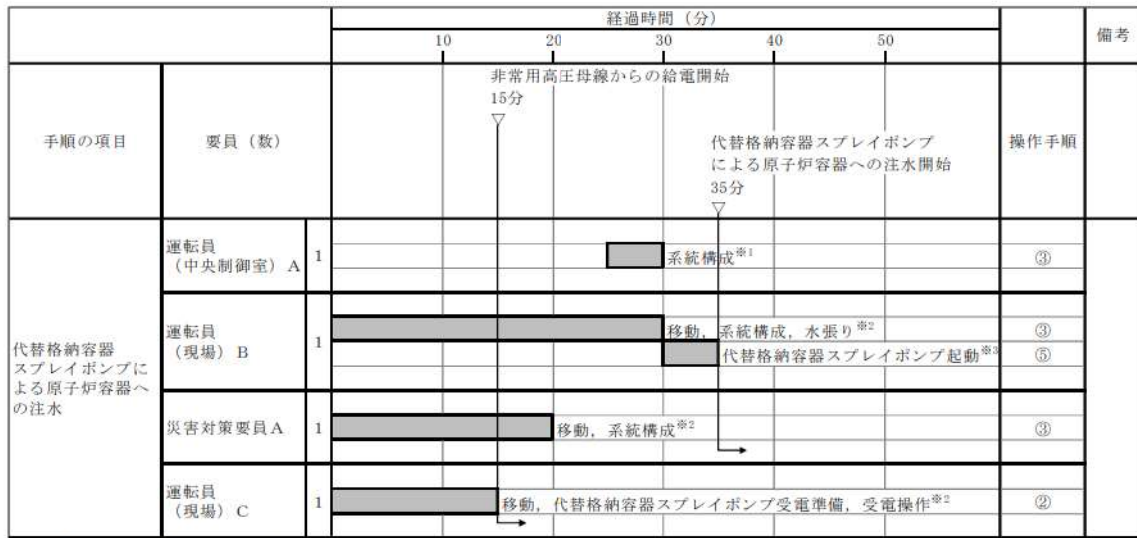 経過時間（分）
備考
10 20 30 40 50
非常用高圧母線からの給電開始
15分
▽
手順の項目
要員（数）
代替格納容器スプレイポンプ
による原子炉容器への注水開始
35分
▽
操作手順
運転員
（中央制御室）A
1
系統構成※1
③
運転員
（現場）B
1
移動，系統構成，水張り※2
③
代替格納容器スプレイポンプ起動※3
⑤
代替格納容器
スプレイポンプに
よる原子炉容器へ
の注水
災害対策要員A
1
移動，系統構成※2
③
運転員
（現場）C
1
移動，代替格納容器スプレイポンプ受電準備，受電操作※2
②